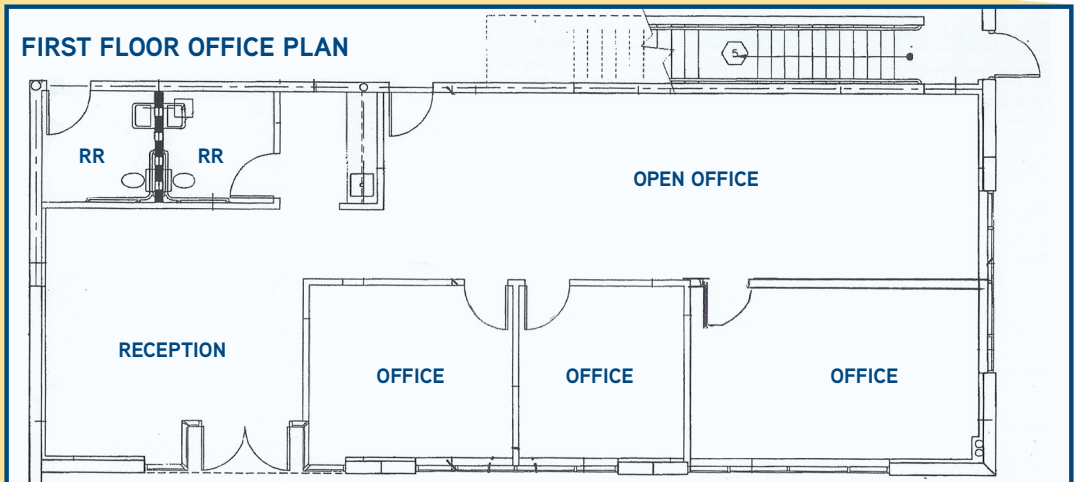 FIRST FLOOR OFFICE PLAN
5
RR
RR
OPEN OFFICE
RECEPTION
OFFICE
OFFICE
OFFICE